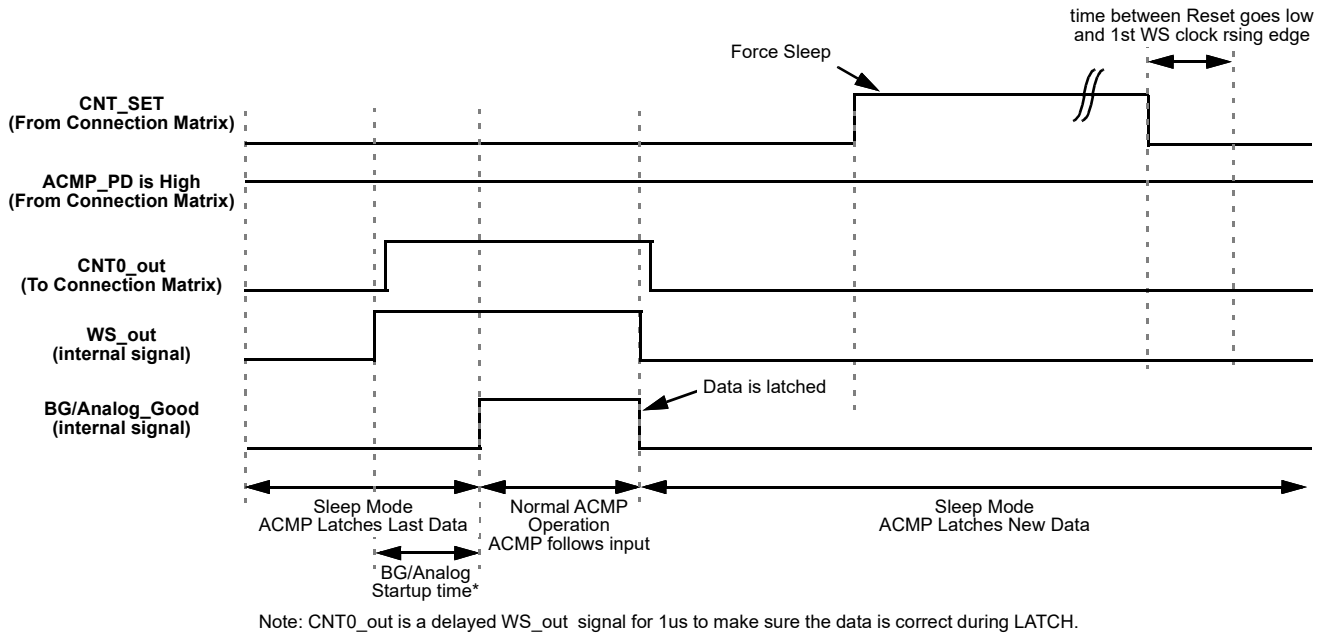 time between Reset goes low
and 1st WS clock rsing edge
Force Sleep
CNT_SET
(From Connection Matrix)
ACMP_PD is High
(From Connection Matrix)
CNT0_out
(To Connection Matrix)
WS_out
(internal signal)
Data is latched
BG/Analog_Good
(internal signal)
Sleep Mode
ACMP Latches Last Data
Normal ACMP
Operation
ACMP follows input
Sleep Mode
ACMP Latches New Data
BG/Analog
Startup time*
Note: CNT0_out is a delayed WS_out signal for 1us to make sure the data is correct during LATCH.